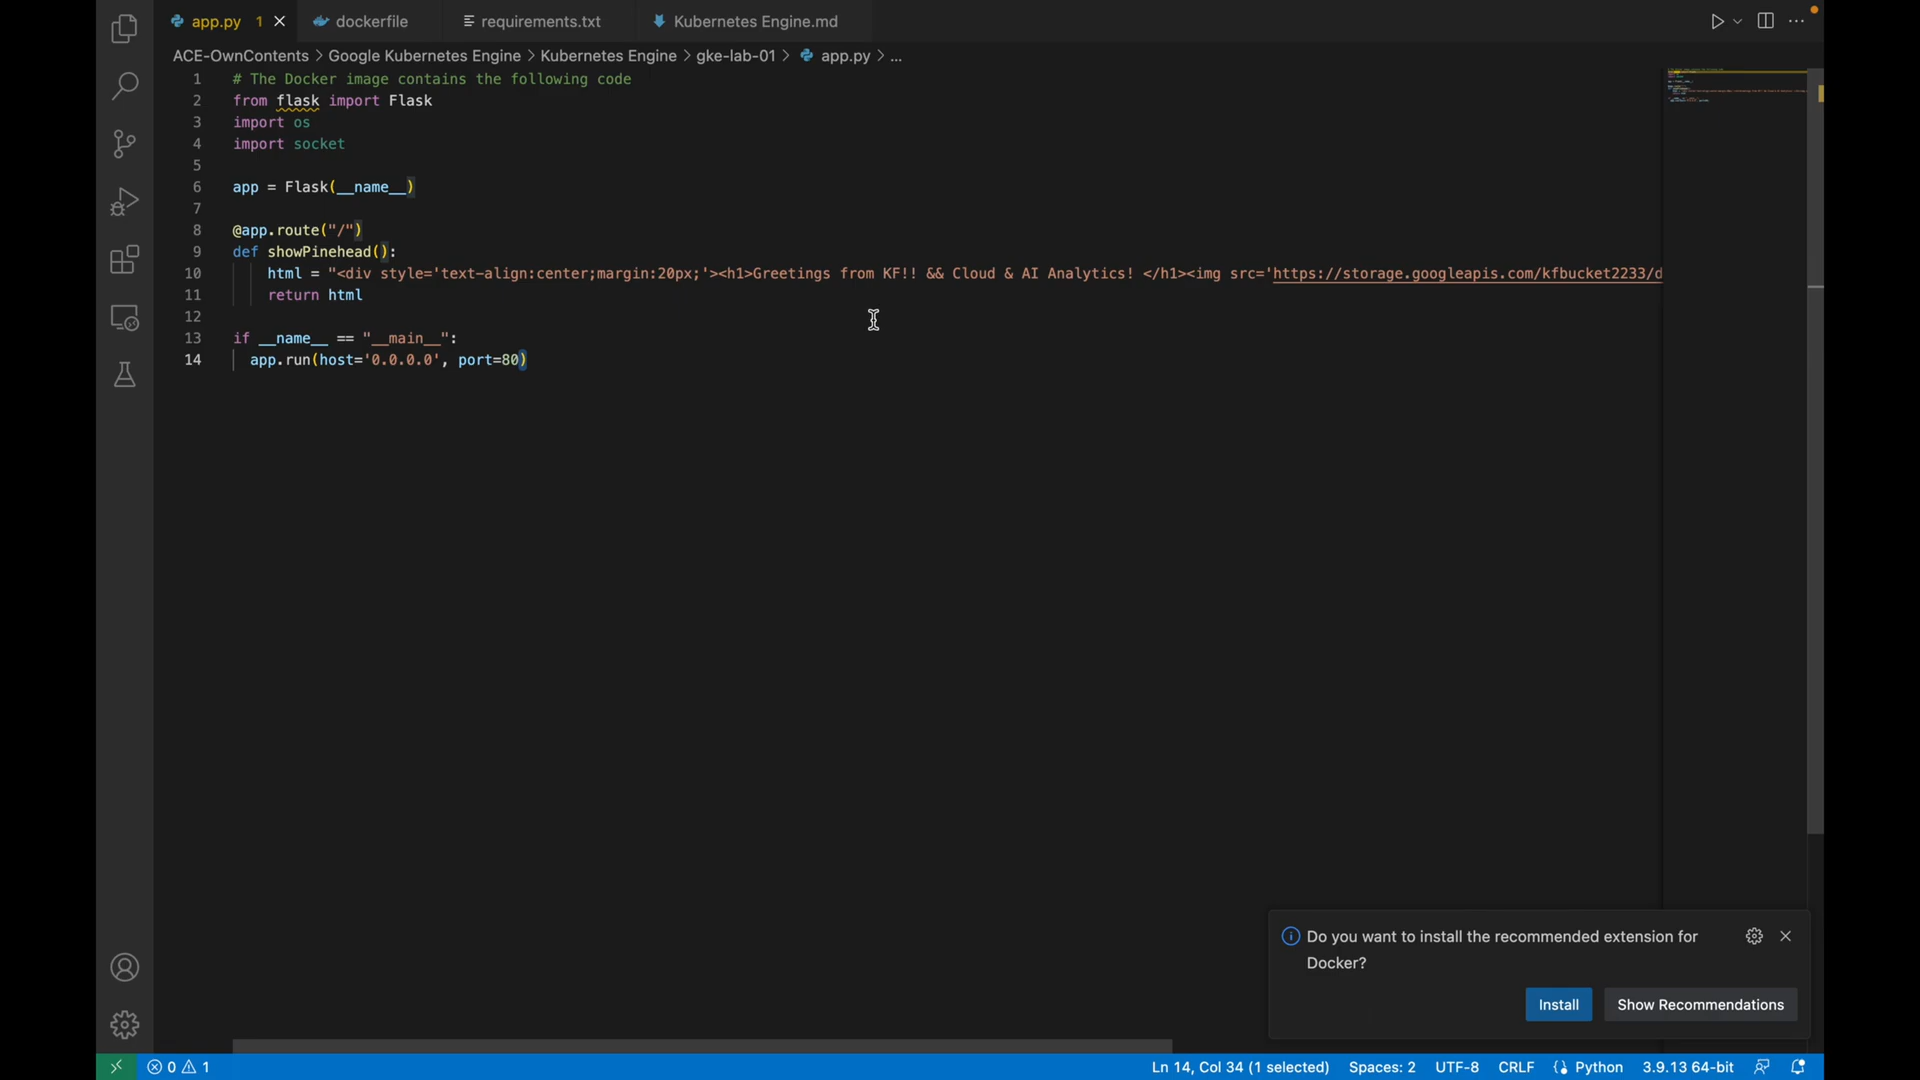 app.py 1
dockerfile
requirements.txt
Kubernetes Engine.md
ACE-OwnContents > Google Kubernetes Engine > Kubernetes Engine > gke-lab-01 > app.py > ...
1 # The Docker image contains the following code
2 from flask import Flask
3 import os
4 import socket
5
6 app = Flask(__name__)
7
8 @app.route("/")
9 def showPinehead():
10 html = "<div style='text-align:center;margin:20px;'><h1>Greetings from KF!! && Cloud & AI Analytics! </h1><img src='https://storage.googleapis.com/kfbucket2233/d
11 return html
12
13 if __name__ == "__main__":
14 app.run(host='0.0.0.0', port=80)
Do you want to install the recommended extension for
Docker?
Install
Show Recommendations
0 1
Ln 14, Col 34 (1 selected)
Spaces: 2
UTF-8
CRLF
Python
3.9.13 64-bit